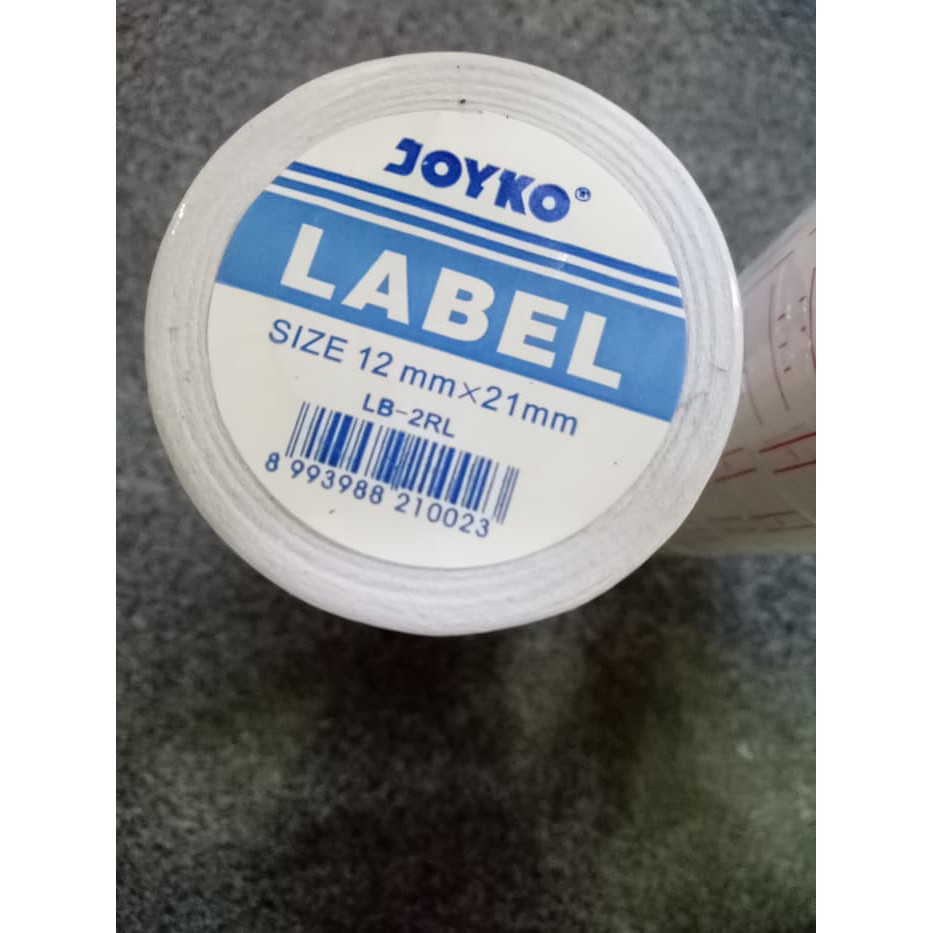 JOYKO®
LABEL
SIZE 12 mm×21mm
LB-2RL
8 993988 210023